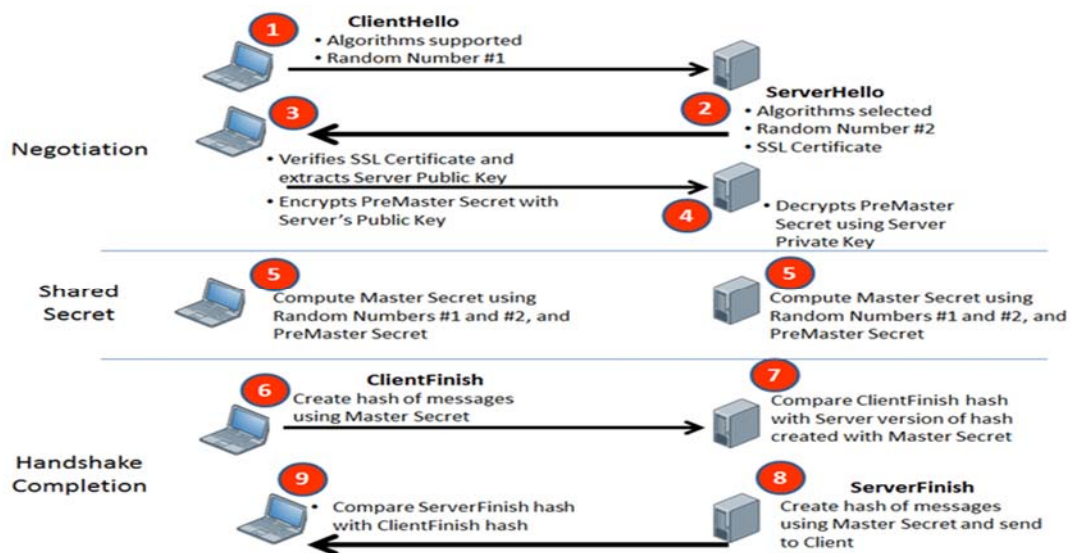 1
ClientHello
• Algorithms supported
• Random Number #1
ServerHello
2
• Algorithms selected
• Random Number #2
• SSL Certificate
3
Negotiation
• Verifies SSL Certificate and
extracts Server Public Key
• Encrypts PreMaster Secret with
Server's Public Key
4
• Decrypts PreMaster
Secret using Server
Private Key
Shared
Secret
5
Compute Master Secret using
Random Numbers #1 and #2, and
PreMaster Secret
5
Compute Master Secret using
Random Numbers #1 and #2, and
PreMaster Secret
Handshake
Completion
6
ClientFinish
Create hash of messages
using Master Secret
7
Compare ClientFinish hash
with Server version of hash
created with Master Secret
8
ServerFinish
Create hash of messages
using Master Secret and send
to Client
9
• Compare ServerFinish hash
with ClientFinish hash